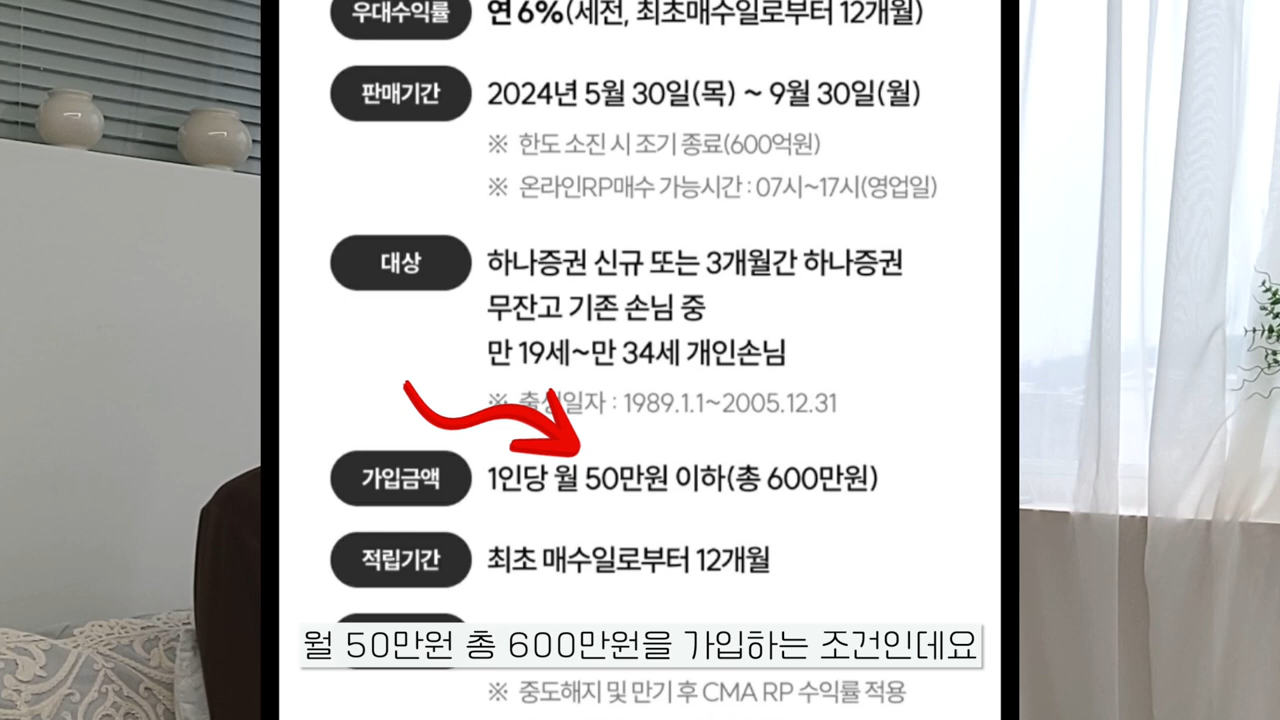 우대수익률 연 6%(세전, 최초매수일로부터 12개월)
판매기간 2024년 5월 30일(목) ~ 9월 30일(월)
※ 한도 소진 시 조기 종료(600억원)
※ 온라인RP매수 가능시간 : 07시~17시(영업일)
대상 하나증권 신규 또는 3개월간 하나증권
무잔고 기존 손님 중
만 19세~만 34세 개인손님
※ 출생일자 : 1989.1.1~2005.12.31
가입금액 1인당 월 50만원 이하(총 600만원)
적립기간 최초 매수일로부터 12개월
월 50만원 총 600만원을 가입하는 조건인데요
※ 중도해지 및 만기 후 CMA RP 수익률 적용